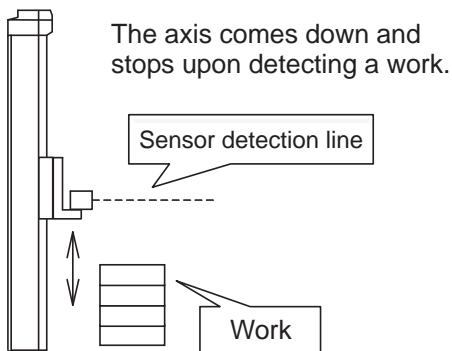 The axis comes down and
stops upon detecting a work.
Sensor detection line
Work